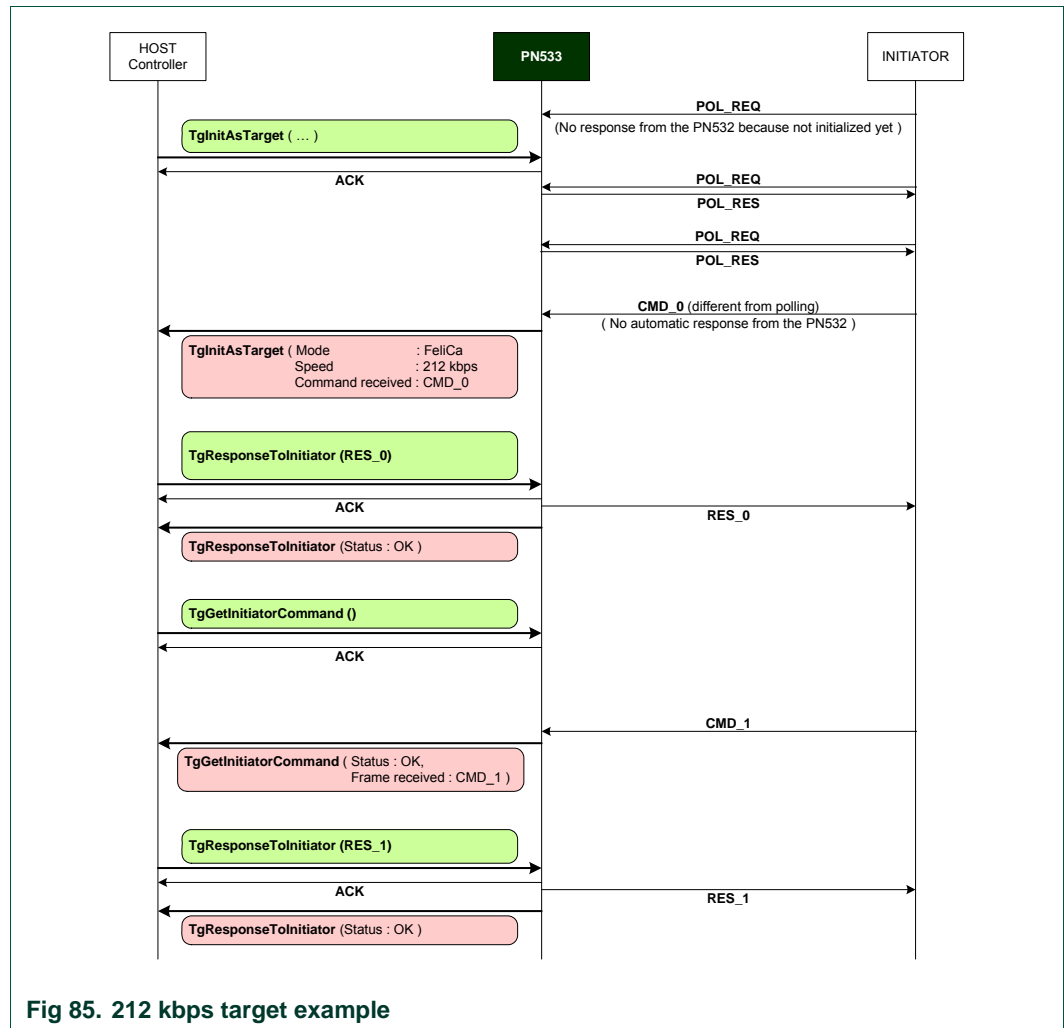 HOST
Controller
PN533
INITIATOR
POL_REQ
(No response from the PN532 because not initialized yet )
TgInitAsTarget ( … )
ACK
POL_REQ
POL_RES
POL_REQ
POL_RES
CMD_0 (different from polling)
( No automatic response from the PN532 )
TgInitAsTarget ( Mode : FeliCa
Speed : 212 kbps
Command received : CMD_0
TgResponseToInitiator (RES_0)
ACK
RES_0
TgResponseToInitiator (Status : OK )
TgGetInitiatorCommand ()
ACK
CMD_1
TgGetInitiatorCommand ( Status : OK,
Frame received : CMD_1 )
TgResponseToInitiator (RES_1)
ACK
RES_1
TgResponseToInitiator (Status : OK )
Fig 85. 212 kbps target example